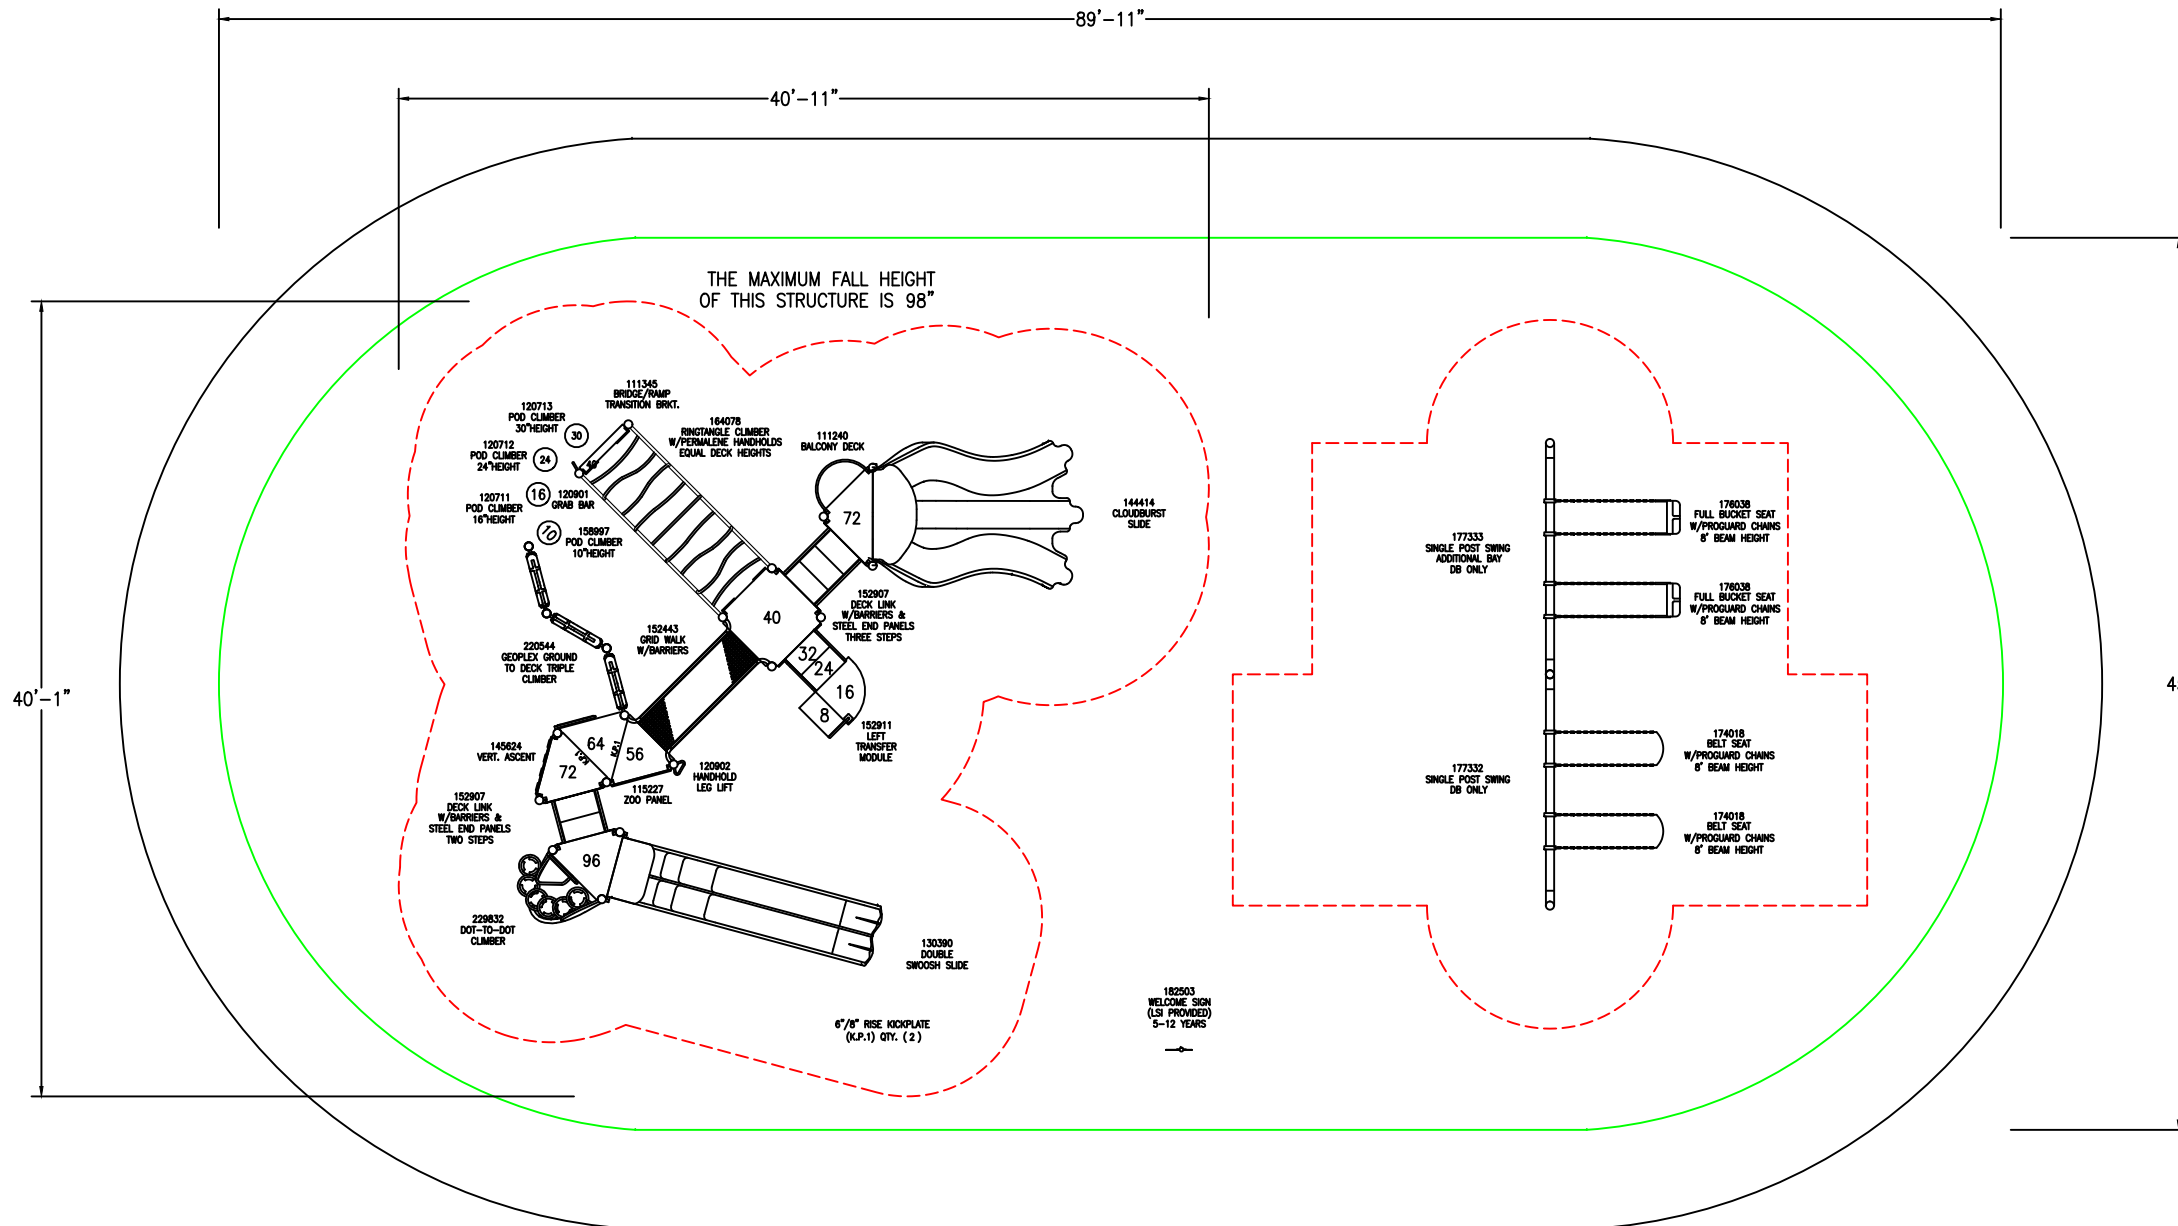 89'-11"
40'-11"
THE MAXIMUM FALL HEIGHT
OF THIS STRUCTURE IS 98"
40'-1"
111345
BRIDGE/RAMP
TRANSITION BRKT.
120713
POD CLIMBER
30"HEIGHT
30
120712
POD CLIMBER
24"HEIGHT
24
40
164078
RINGTANGLE CLIMBER
W/PERMALENE HANDHOLDS
EQUAL DECK HEIGHTS
111240
BALCONY DECK
120711
POD CLIMBER
16"HEIGHT
16
120901
GRAB BAR
10
158997
POD CLIMBER
10"HEIGHT
72
144414
CLOUDBURST
SLIDE
152907
DECK LINK
W/BARRIERS &
STEEL END PANELS
THREE STEPS
40
152443
GRID WALK
W/BARRIERS
220544
GEOPLEX GROUND
TO DECK TRIPLE
CLIMBER
32
24
16
8
152911
LEFT
TRANSFER
MODULE
145624
VERT. ASCENT
64
K.P.1
K.P.1
56
72
120902
HANDHOLD
LEG LIFT
115227
ZOO PANEL
152907
DECK LINK
W/BARRIERS &
STEEL END PANELS
TWO STEPS
96
229832
DOT-TO-DOT
CLIMBER
130390
DOUBLE
SWOOSH SLIDE
6"/8" RISE KICKPLATE
(K.P.1) QTY. ( 2 )
182503
WELCOME SIGN
(LSI PROVIDED)
5-12 YEARS
177333
SINGLE POST SWING
ADDITIONAL BAY
DB ONLY
176038
FULL BUCKET SEAT
W/PROGUARD CHAINS
8' BEAM HEIGHT
176038
FULL BUCKET SEAT
W/PROGUARD CHAINS
8' BEAM HEIGHT
177332
SINGLE POST SWING
DB ONLY
174018
BELT SEAT
W/PROGUARD CHAINS
8' BEAM HEIGHT
174018
BELT SEAT
W/PROGUARD CHAINS
8' BEAM HEIGHT